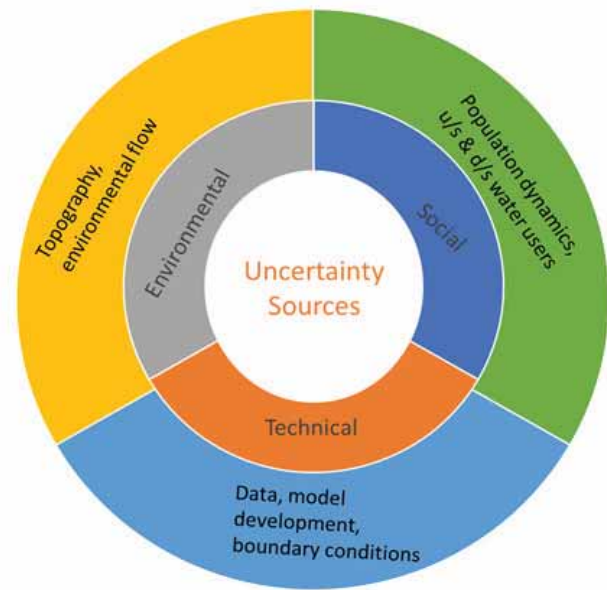 Uncertainty
Sources
Environmental
Social
Technical
Topography,
environmental flow
Population dynamics,
u/s & d/s water
users
Data, model
development,
boundary conditions